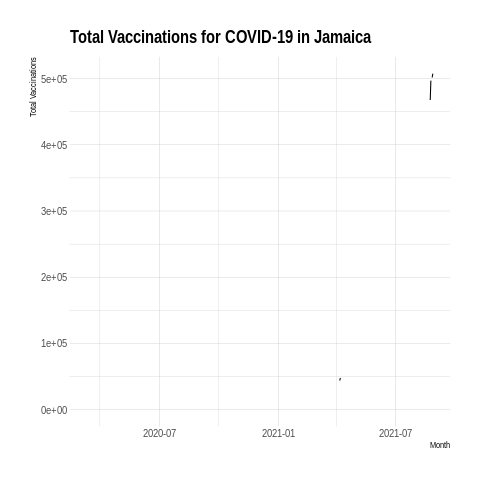 Total Vaccinations for COVID-19 in Jamaica
Total Vaccinations
5e+05
4e+05
3e+05
2e+05
1e+05
0e+00
2020-07 2021-01 2021-07
Month